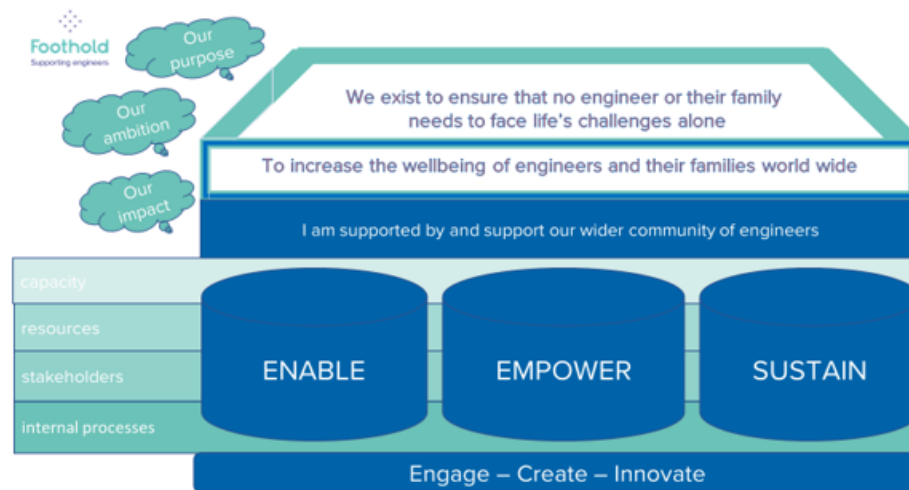 Foothold
Supporting engineers
Our
purpose
Our
ambition
Our
impact
We exist to ensure that no engineer or their family
needs to face life's challenges alone
To increase the wellbeing of engineers and their families world wide
I am supported by and support our wider community of engineers
capacity
resources
stakeholders
internal processes
ENABLE
EMPOWER
SUSTAIN
Engage – Create – Innovate